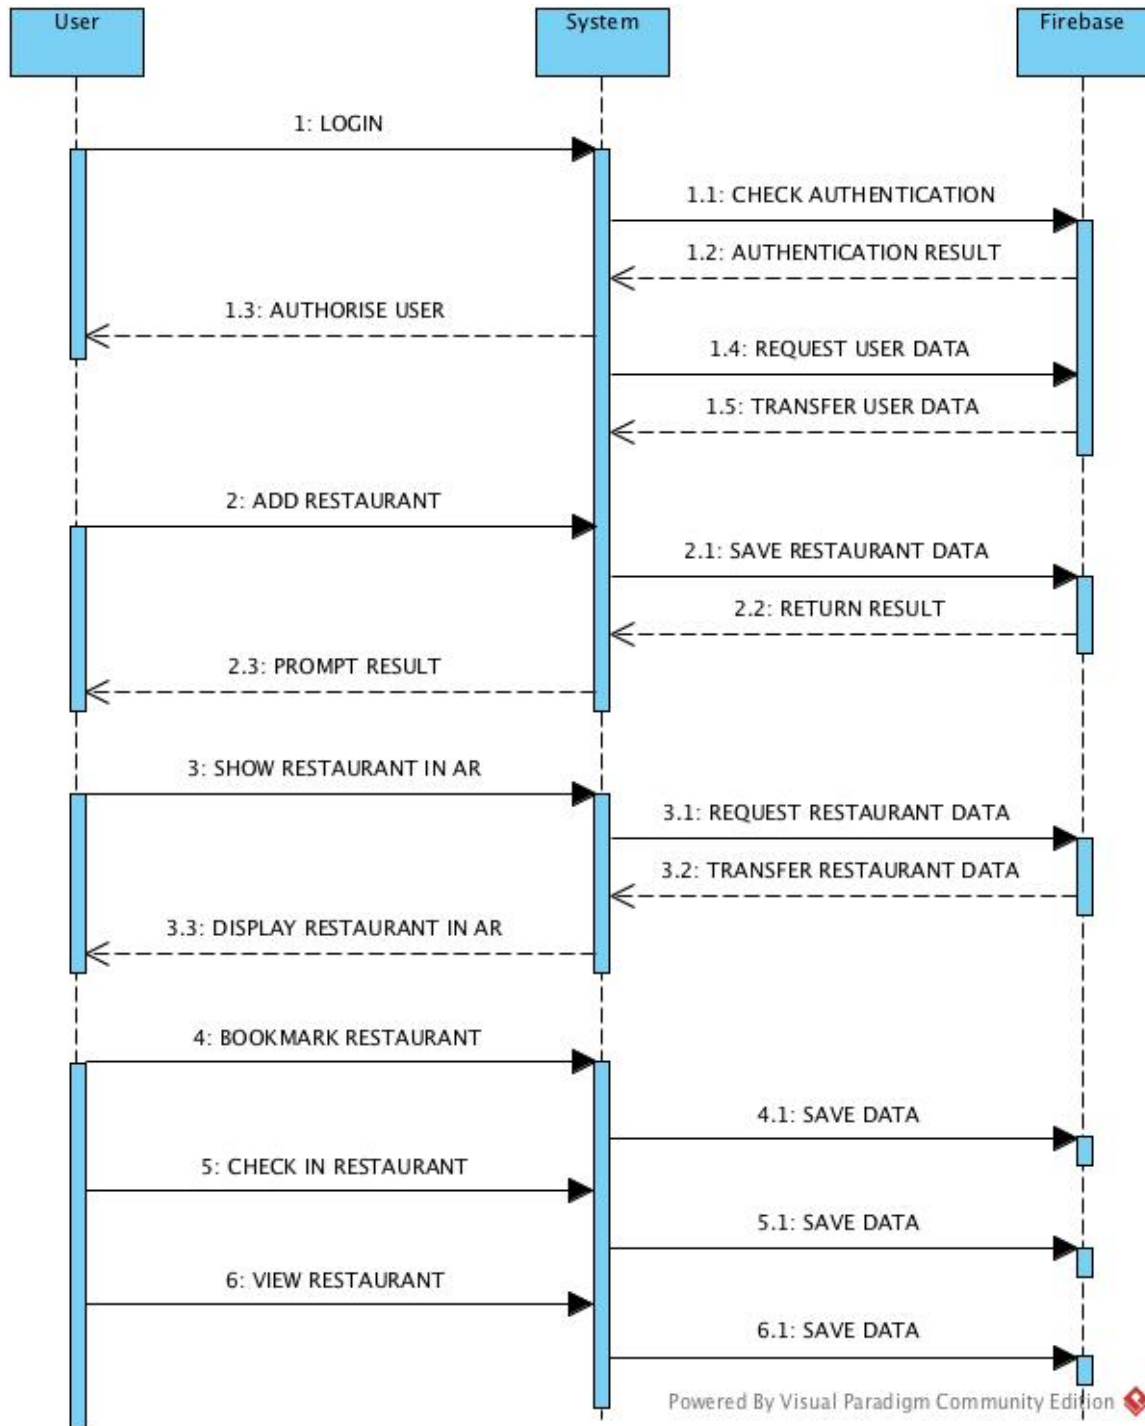 User
System
Firebase
1: LOGIN
1.1: CHECK AUTHENTICATION
1.2: AUTHENTICATION RESULT
1.3: AUTHORISE USER
1.4: REQUEST USER DATA
1.5: TRANSFER USER DATA
2: ADD RESTAURANT
2.1: SAVE RESTAURANT DATA
2.2: RETURN RESULT
2.3: PROMPT RESULT
3: SHOW RESTAURANT IN AR
3.1: REQUEST RESTAURANT DATA
3.2: TRANSFER RESTAURANT DATA
3.3: DISPLAY RESTAURANT IN AR
4: BOOKMARK RESTAURANT
4.1: SAVE DATA
5: CHECK IN RESTAURANT
5.1: SAVE DATA
6: VIEW RESTAURANT
6.1: SAVE DATA
Powered By Visual Paradigm Community Edition